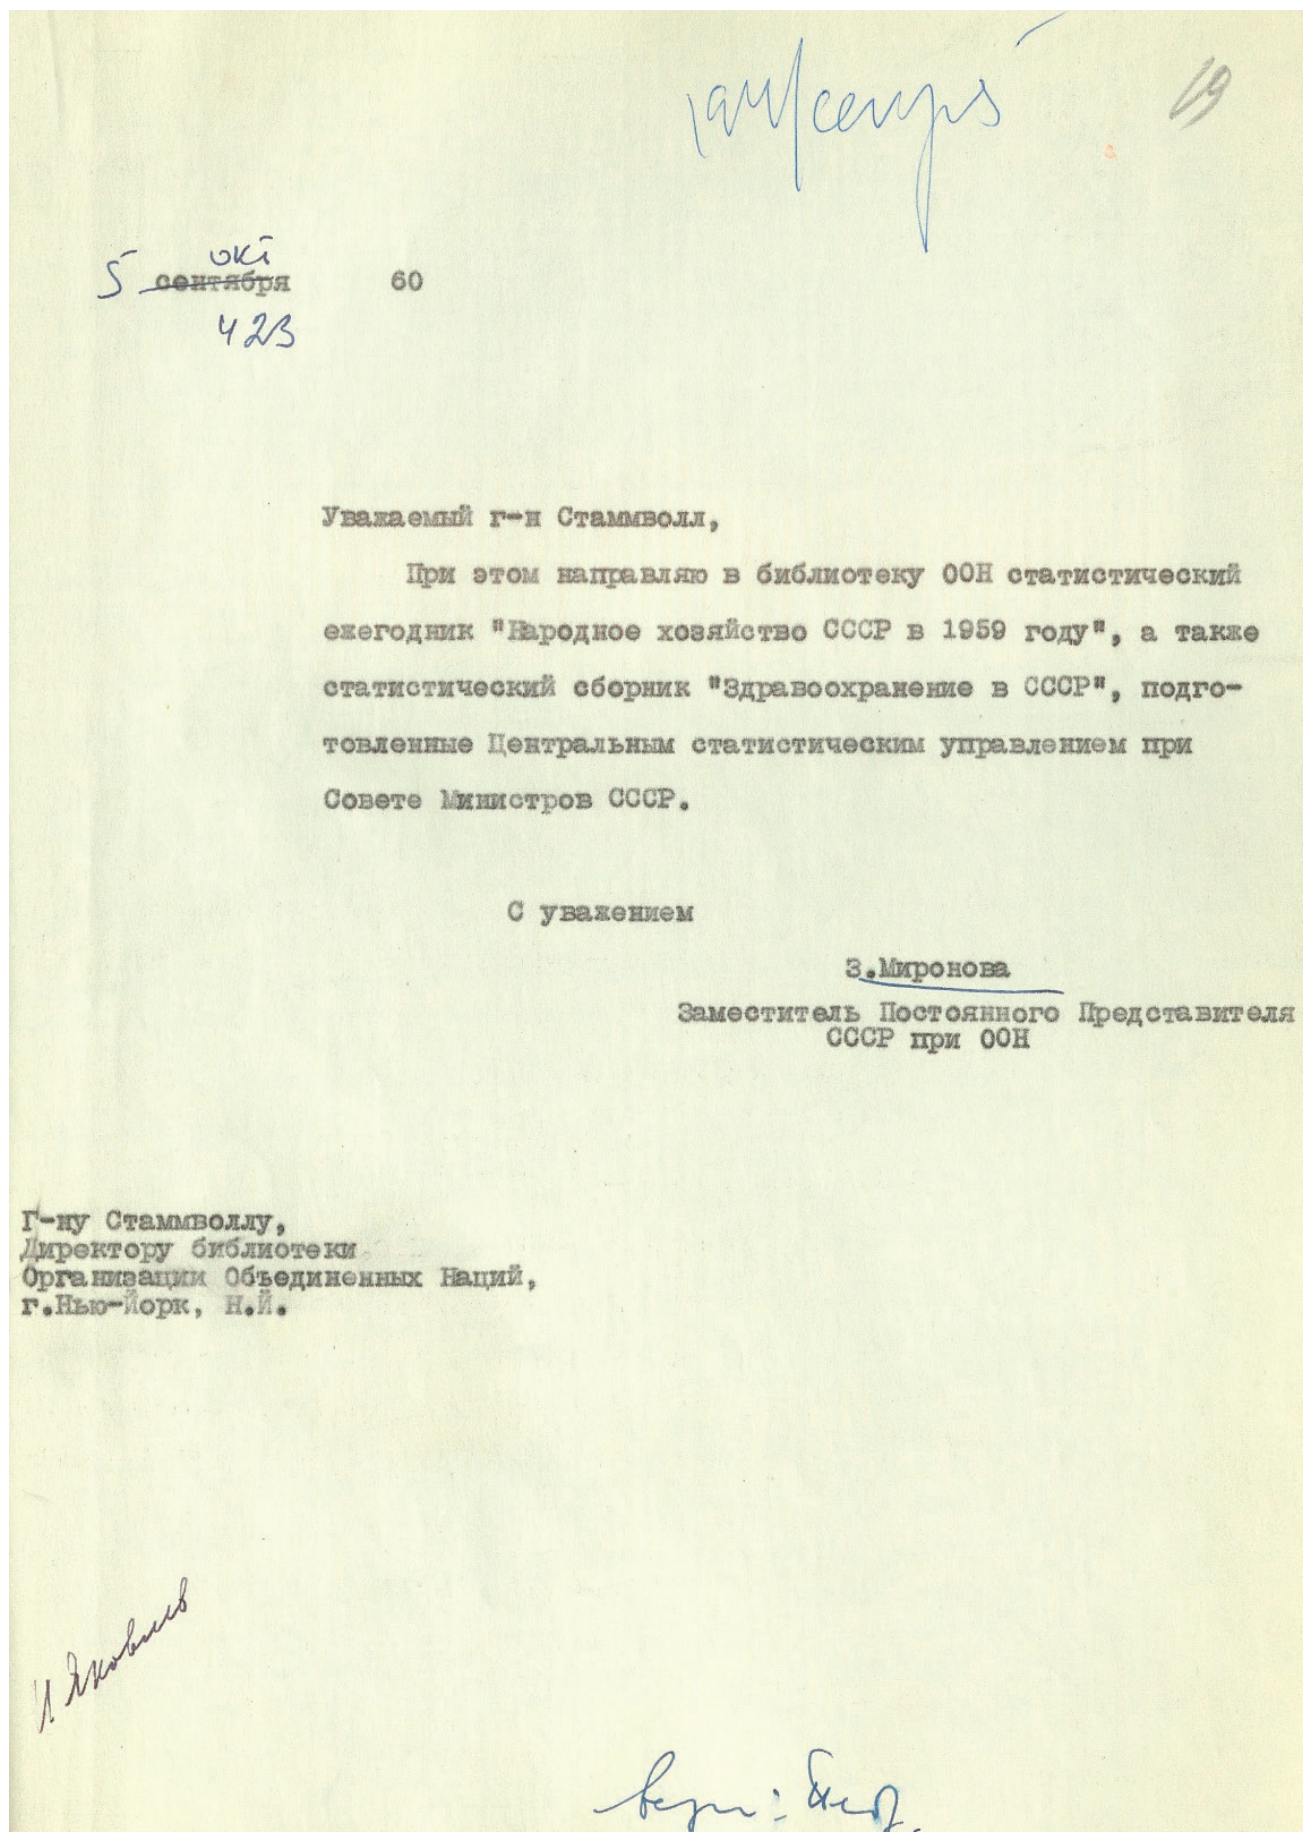 19
5 окт
сентября 60
423
Уважаемый г-н Стаммволл,
При этом направляю в библиотеку ООН статистический
ежегодник "Народное хозяйство СССР в 1959 году", а также
статистический сборник "Здравоохранение в СССР", подго-
товленные Центральным статистическим управлением при
Совете Министров СССР.
С уважением
З.Миронова
Заместитель Постоянного Представителя
СССР при ООН
Г-ну Стаммволлу,
Директору библиотеки
Организации Объединенных Наций,
г.Нью-Йорк, Н.Й.
Яковлев